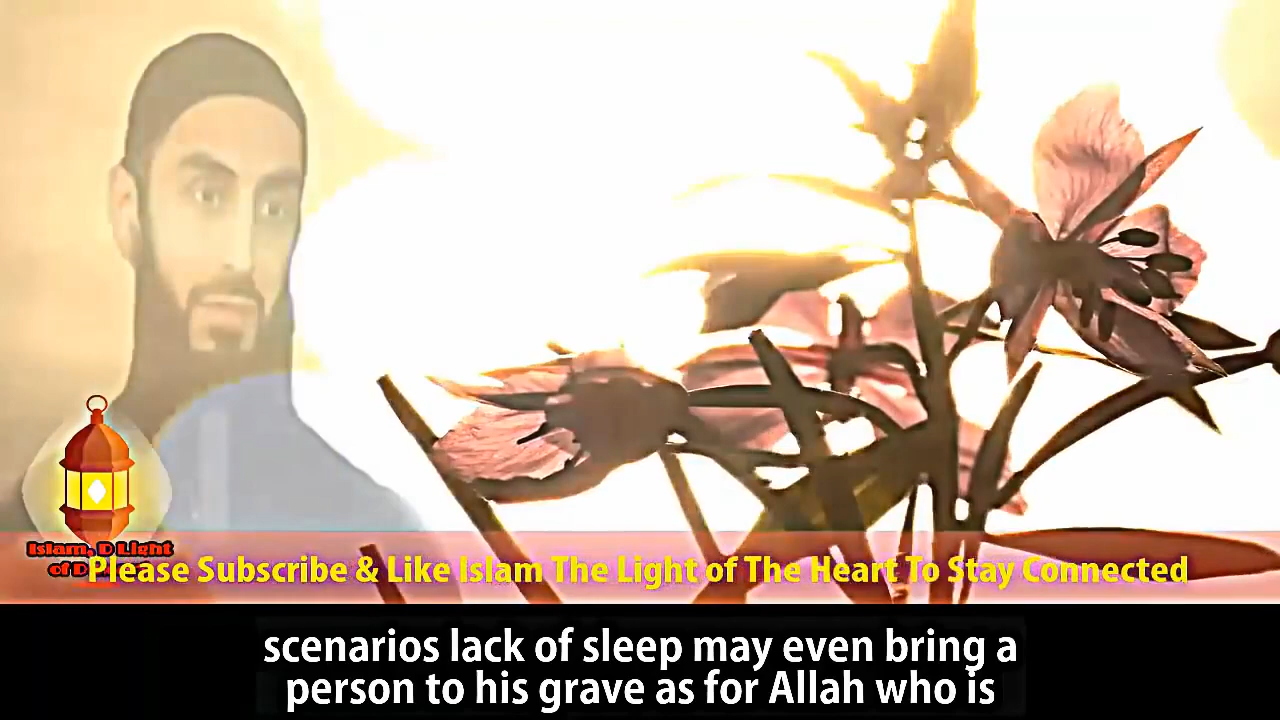 Islam, D Light
of D
Please Subscribe & Like Islam The Light of The Heart To Stay Connected
scenarios lack of sleep may even bring a
person to his grave as for Allah who is